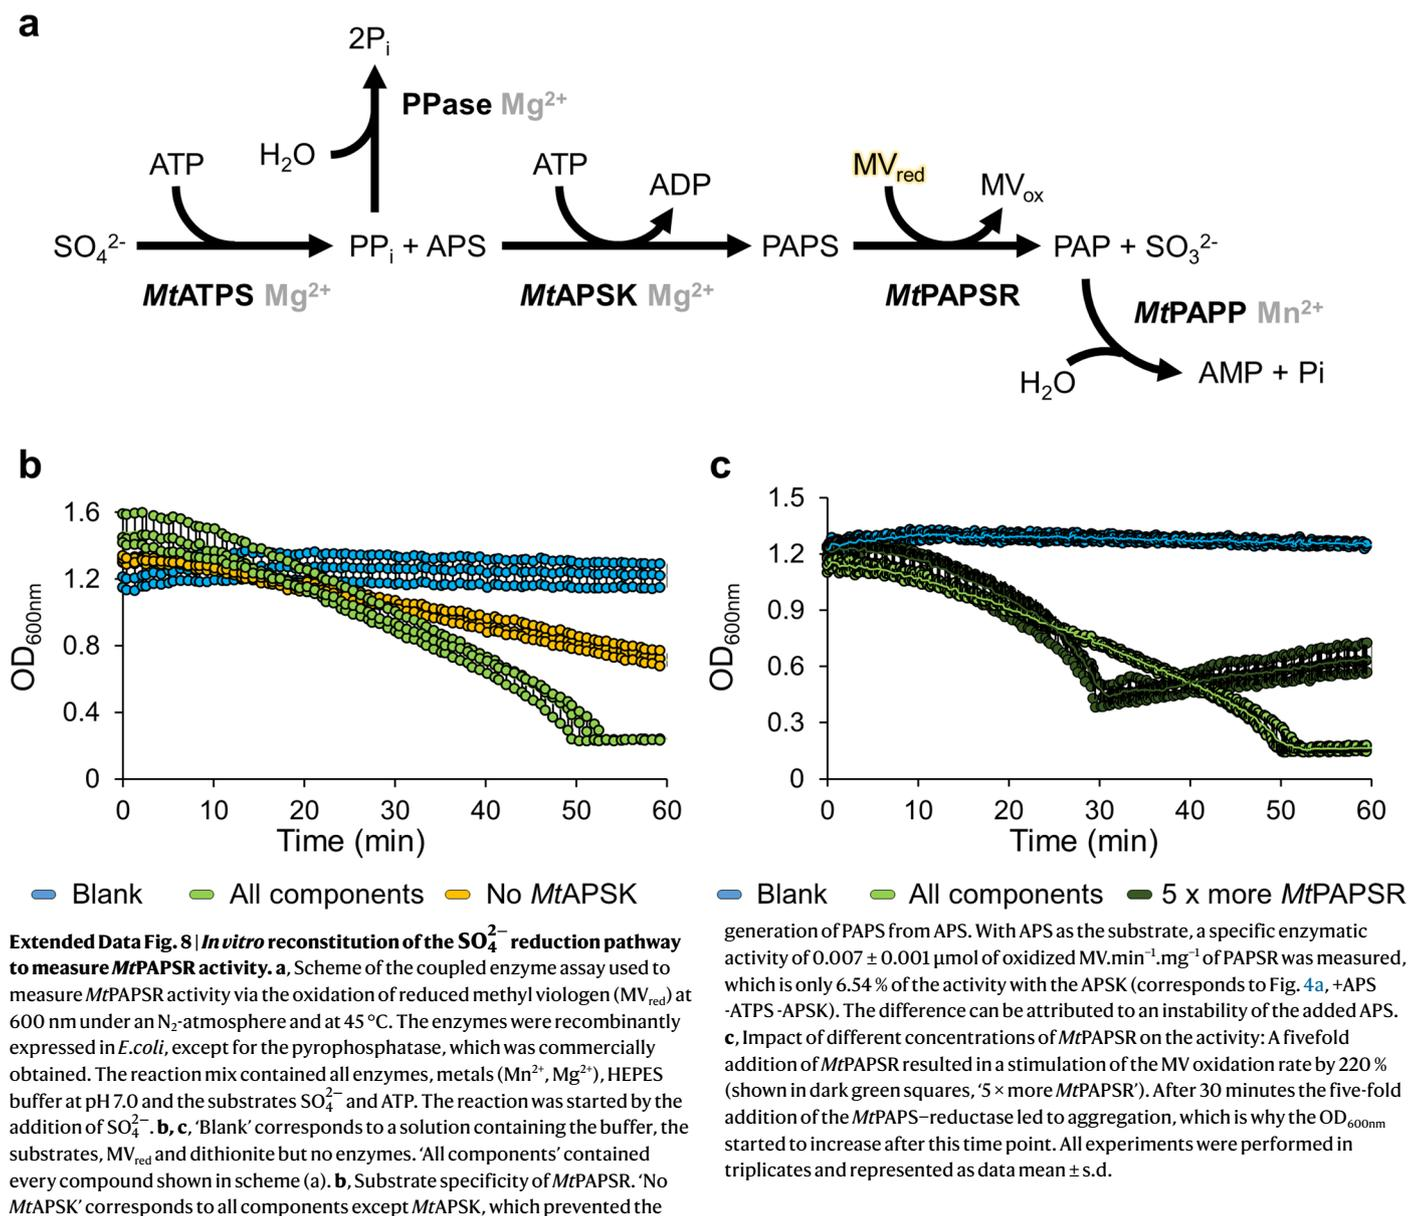 a
2Pᵢ
PPase Mg²⁺
H₂O
ATP
ATP
ADP
MVred
MVox
SO₄²⁻
PPᵢ + APS
PAPS
PAP + SO₃²⁻
MtATPS Mg²⁺
MtAPSK Mg²⁺
MtPAPSR
MtPAPP Mn²⁺
H₂O
AMP + Pi
b
OD600nm
1.6
1.2
0.8
0.4
0
0 10 20 30 40 50 60
Time (min)
Blank All components No MtAPSK
c
OD600nm
1.5
1.2
0.9
0.6
0.3
0
0 10 20 30 40 50 60
Time (min)
Blank All components 5 x more MtPAPSR
Extended Data Fig. 8 | In vitro reconstitution of the SO₄²⁻ reduction pathway
to measure MtPAPSR activity. a, Scheme of the coupled enzyme assay used to
measure MtPAPSR activity via the oxidation of reduced methyl viologen (MVred) at
600 nm under an N₂-atmosphere and at 45 °C. The enzymes were recombinantly
expressed in E.coli, except for the pyrophosphatase, which was commercially
obtained. The reaction mix contained all enzymes, metals (Mn²⁺, Mg²⁺), HEPES
buffer at pH 7.0 and the substrates SO₄²⁻ and ATP. The reaction was started by the
addition of SO₄²⁻. b, c, ‘Blank’ corresponds to a solution containing the buffer, the
substrates, MVred and dithionite but no enzymes. ‘All components’ contained
every compound shown in scheme (a). b, Substrate specificity of MtPAPSR. ‘No
MtAPSK’ corresponds to all components except MtAPSK, which prevented the
generation of PAPS from APS. With APS as the substrate, a specific enzymatic
activity of 0.007 ± 0.001 µmol of oxidized MV.min⁻¹.mg⁻¹ of PAPSR was measured,
which is only 6.54 % of the activity with the APSK (corresponds to Fig. 4a, +APS
-ATPS -APSK). The difference can be attributed to an instability of the added APS.
c, Impact of different concentrations of MtPAPSR on the activity: A fivefold
addition of MtPAPSR resulted in a stimulation of the MV oxidation rate by 220 %
(shown in dark green squares, ‘5 × more MtPAPSR’). After 30 minutes the five-fold
addition of the MtPAPS–reductase led to aggregation, which is why the OD600nm
started to increase after this time point. All experiments were performed in
triplicates and represented as data mean ± s.d.